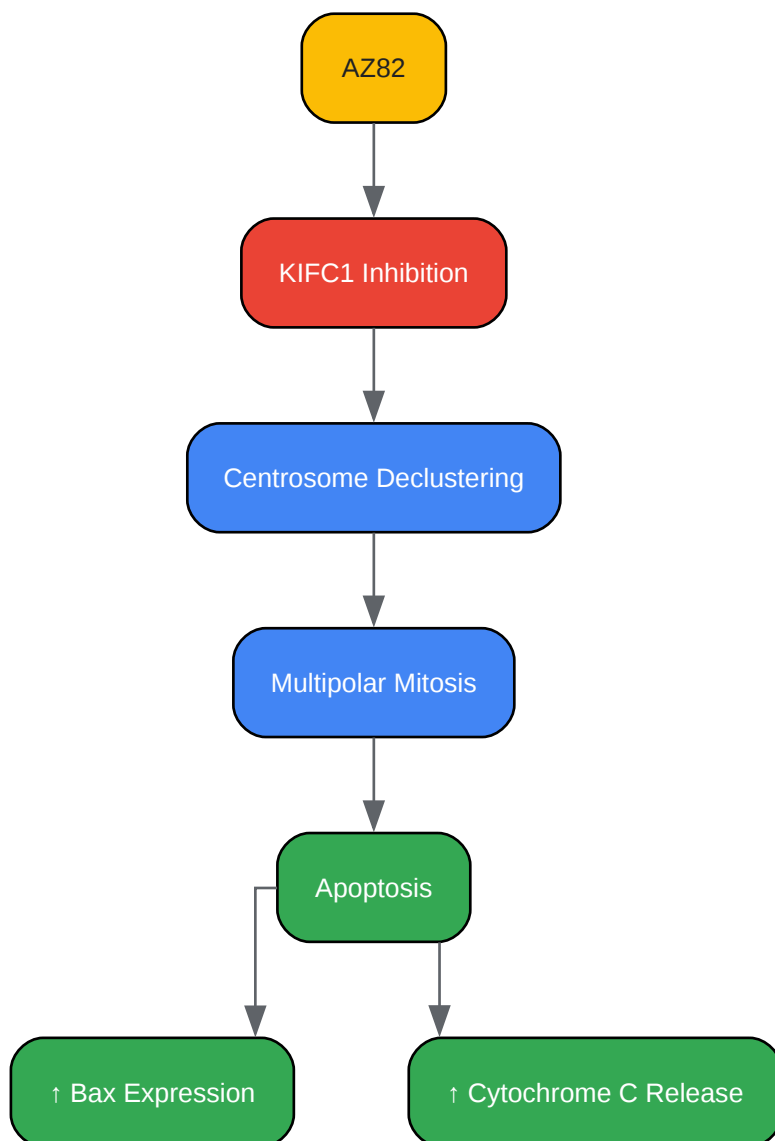 AZ82
KIFC1 Inhibition
Centrosome Declustering
Multipolar Mitosis
Apoptosis
↑ Bax Expression
↑ Cytochrome C Release